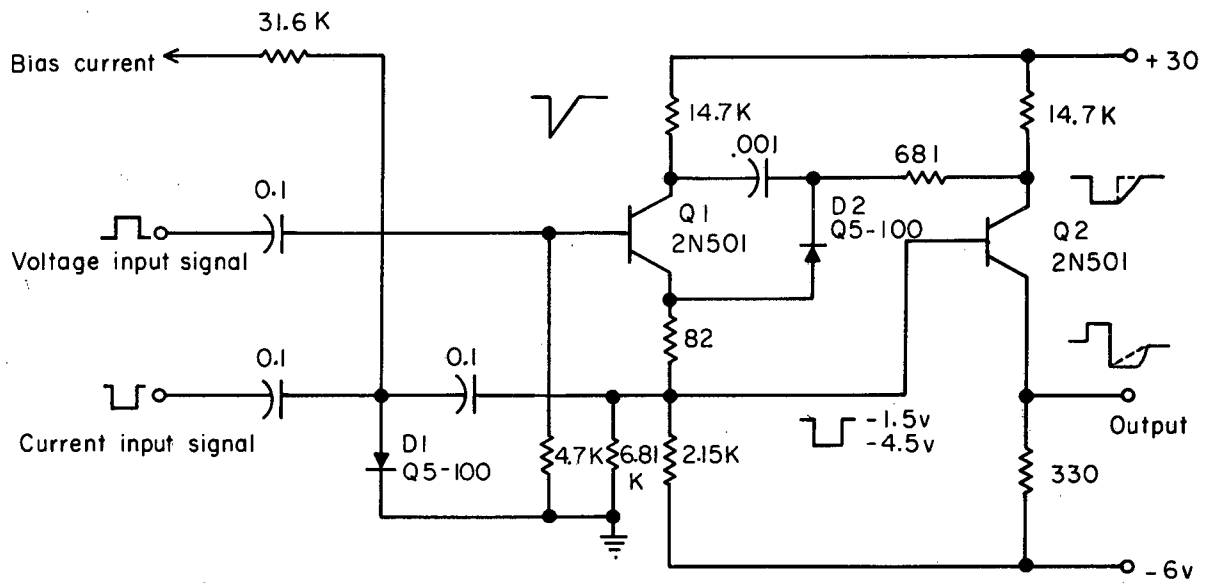 31.6 K
Bias current
+ 30
14.7K
14.7K
.001
681
0.1
Q1
2N501
D2
Q5-100
Q2
2N501
Voltage input signal
82
0.1
0.1
-1.5v
-4.5v
Output
Current input signal
D1
Q5-100
4.7K
6.81
K
2.15K
330
-6v